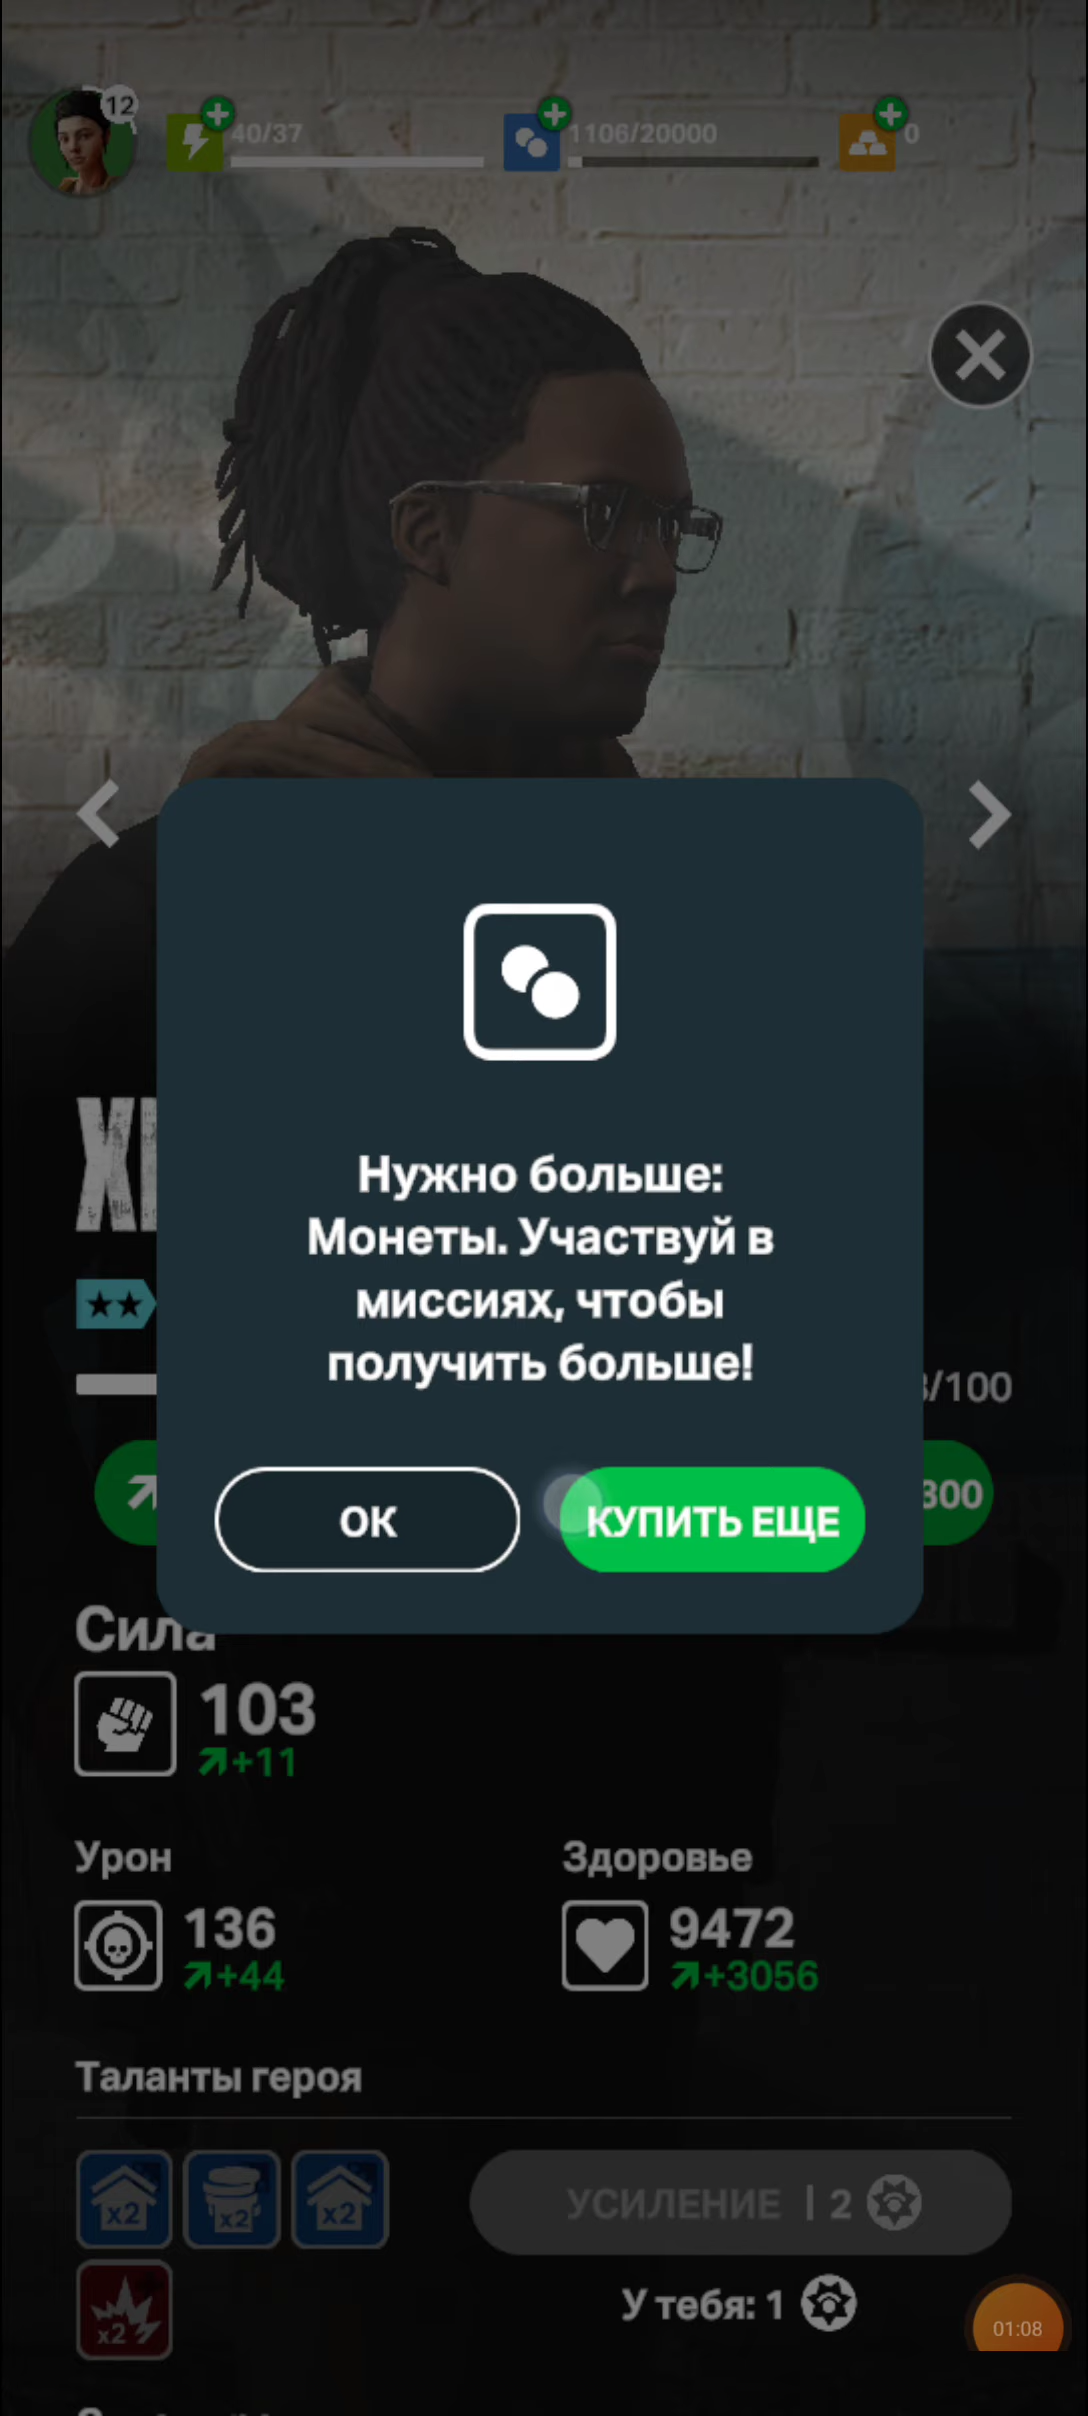 12
40/37
1106/20000
0
Нужно больше:
Монеты. Участвуй в
миссиях, чтобы
получить больше!
/100
ОК
КУПИТЬ ЕЩЕ
300
Сила
103
+11
Урон
Здоровье
136
9472
+44
+3056
Таланты героя
x2
x2
x2
УСИЛЕНИЕ | 2
x2
У тебя: 1
01:08